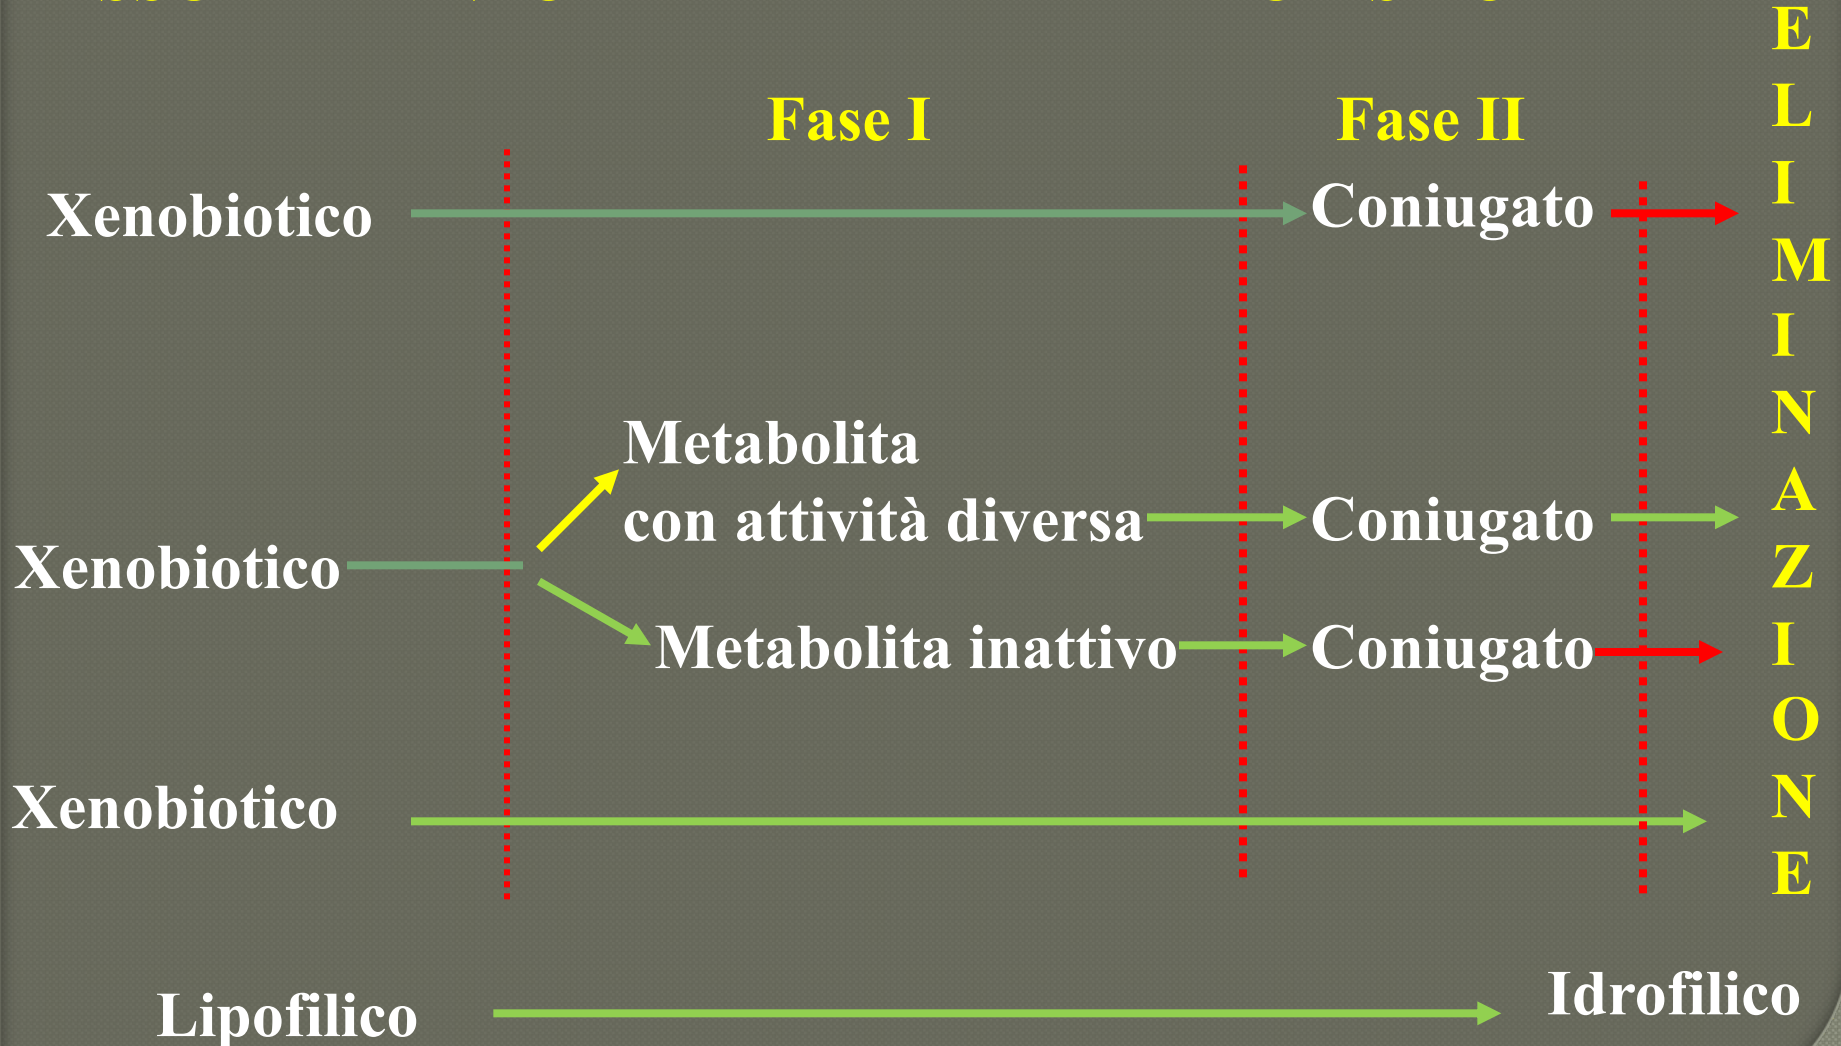 Fase I
Fase II
Xenobiotico
Coniugato
Metabolita
con attività diversa
Coniugato
Xenobiotico
Metabolita inattivo
Coniugato
Xenobiotico
Lipofilico
Idrofilico
ELIMINAZIONE